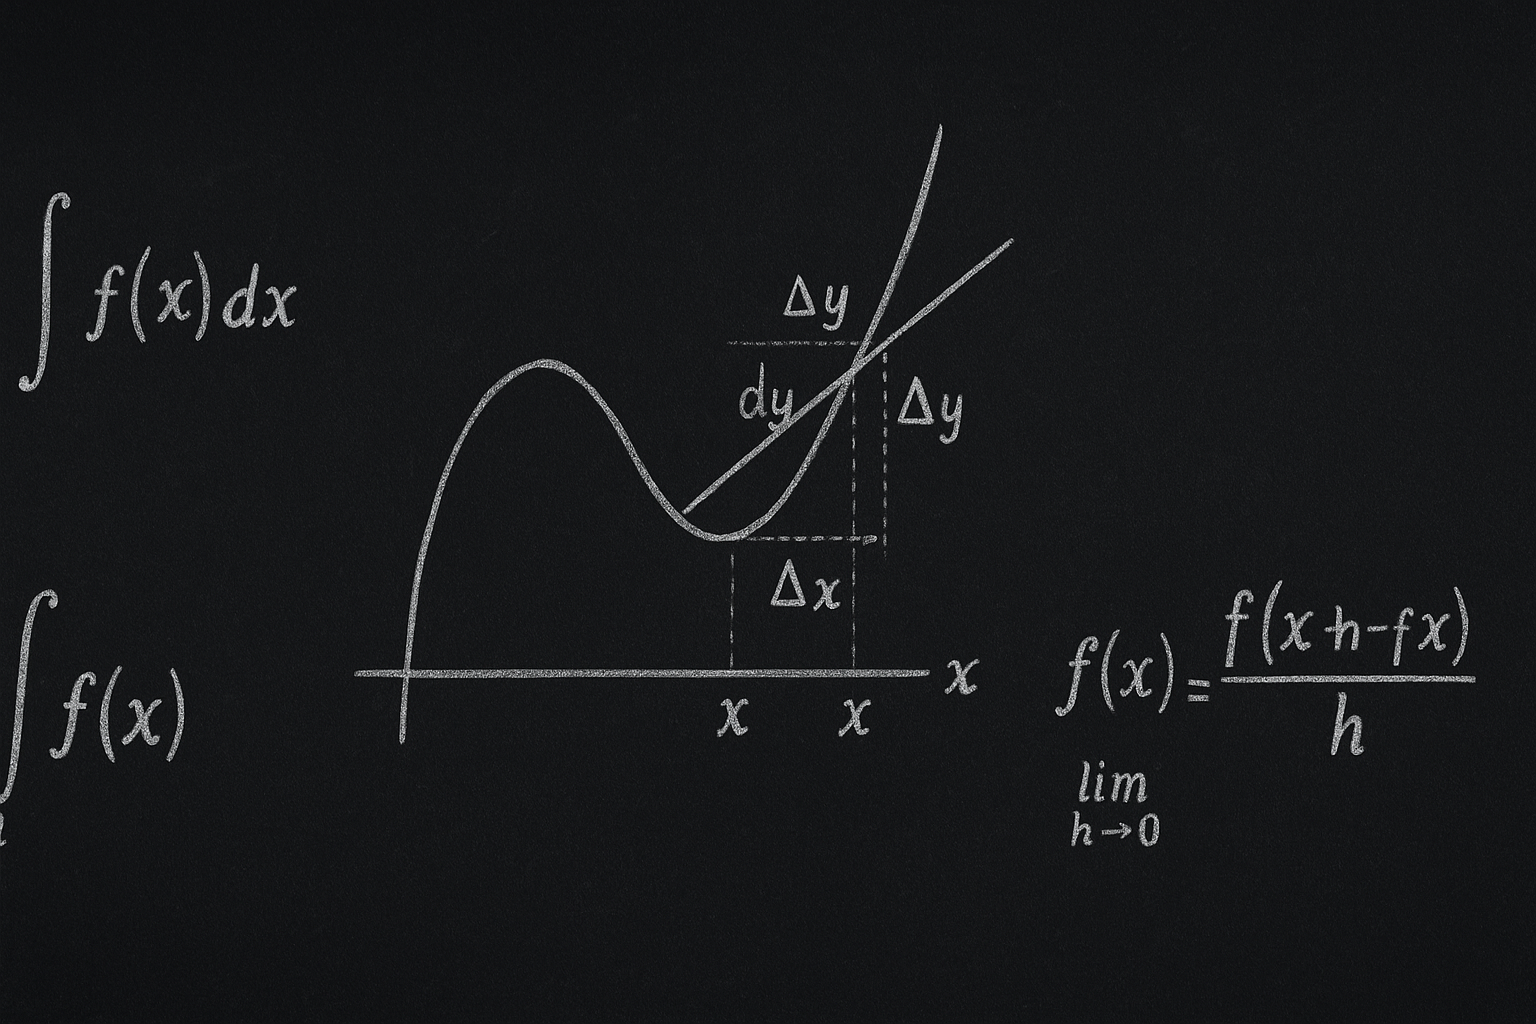 ∫ f(x) dx
Δy
dy
Δy
Δx
x
x x
∫ f(x)
f(x) = f(x h-fx)
h
lim
h→0